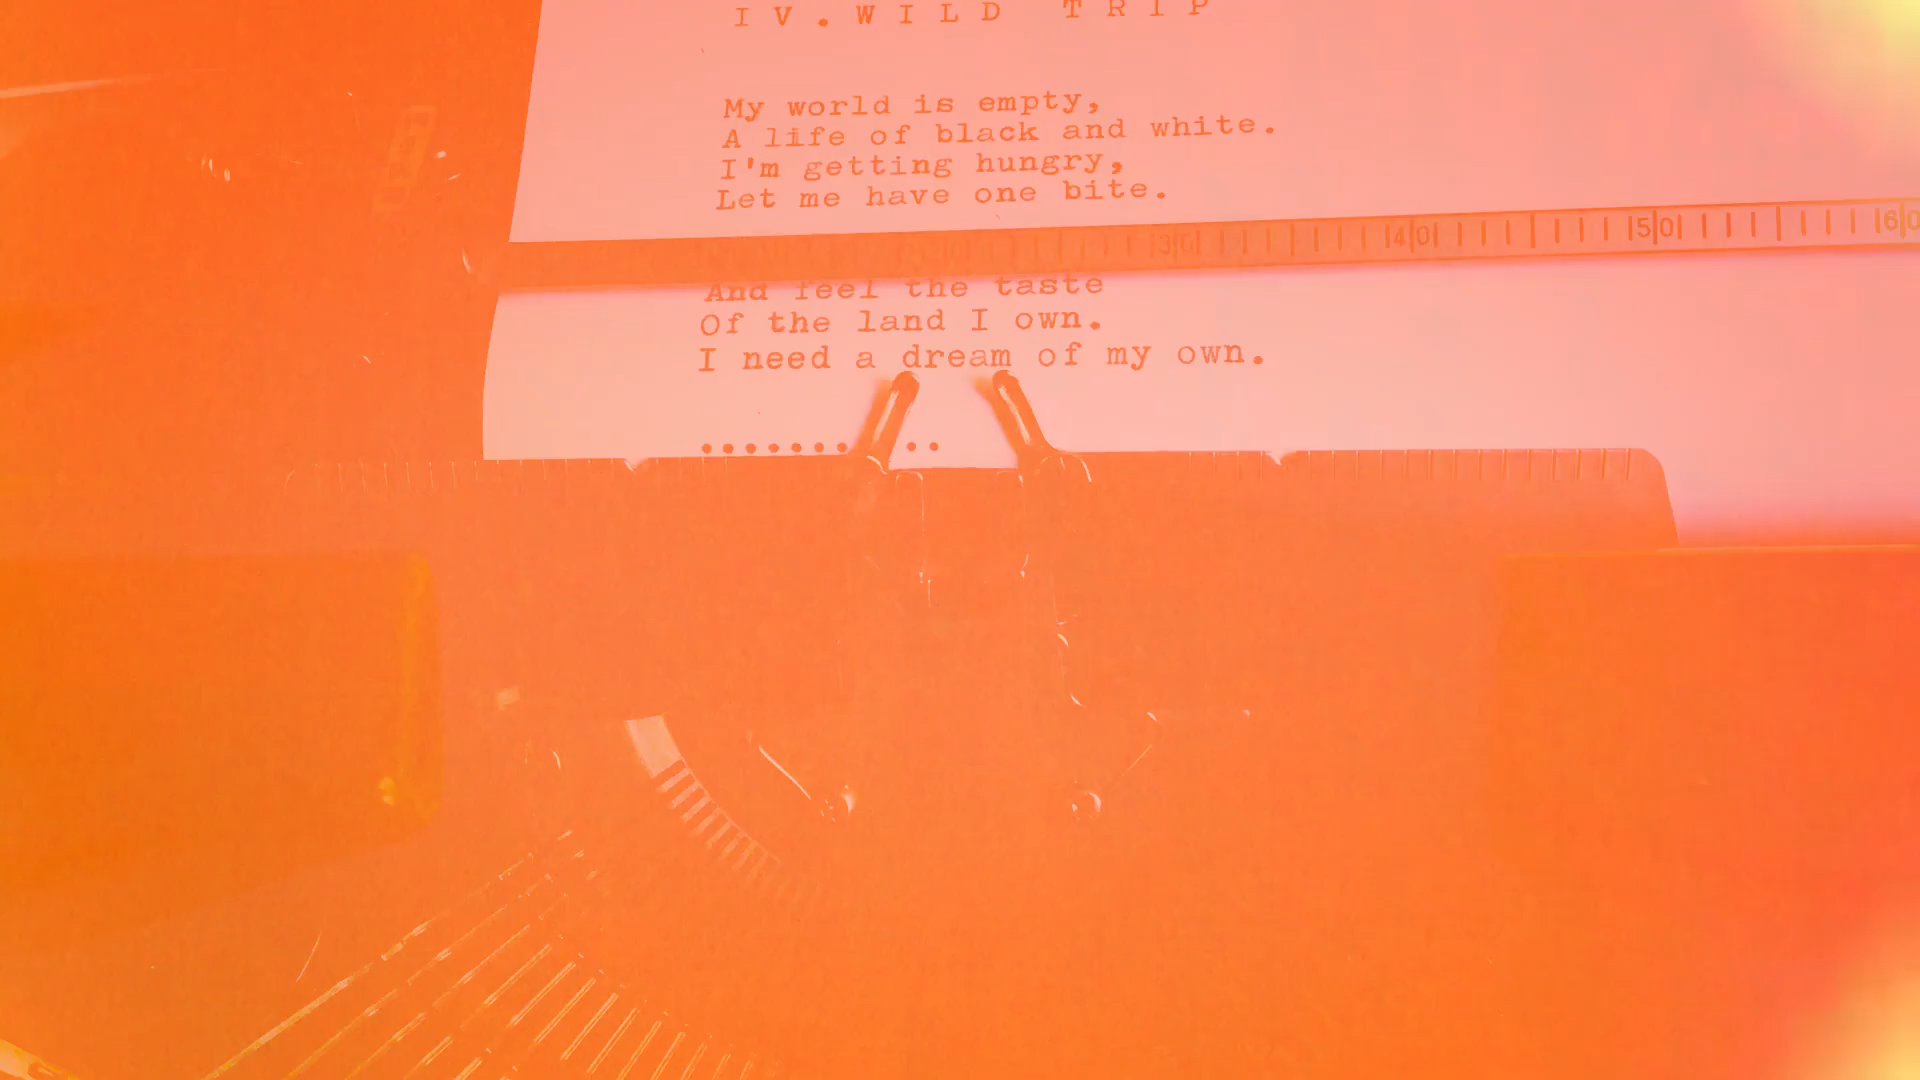 IV.WILD TRIP
My world is empty,
A life of black and white.
I'm getting hungry,
Let me have one bite.
30 40 50 60
And feel the taste
Of the land I own.
I need a dream of my own.
.........